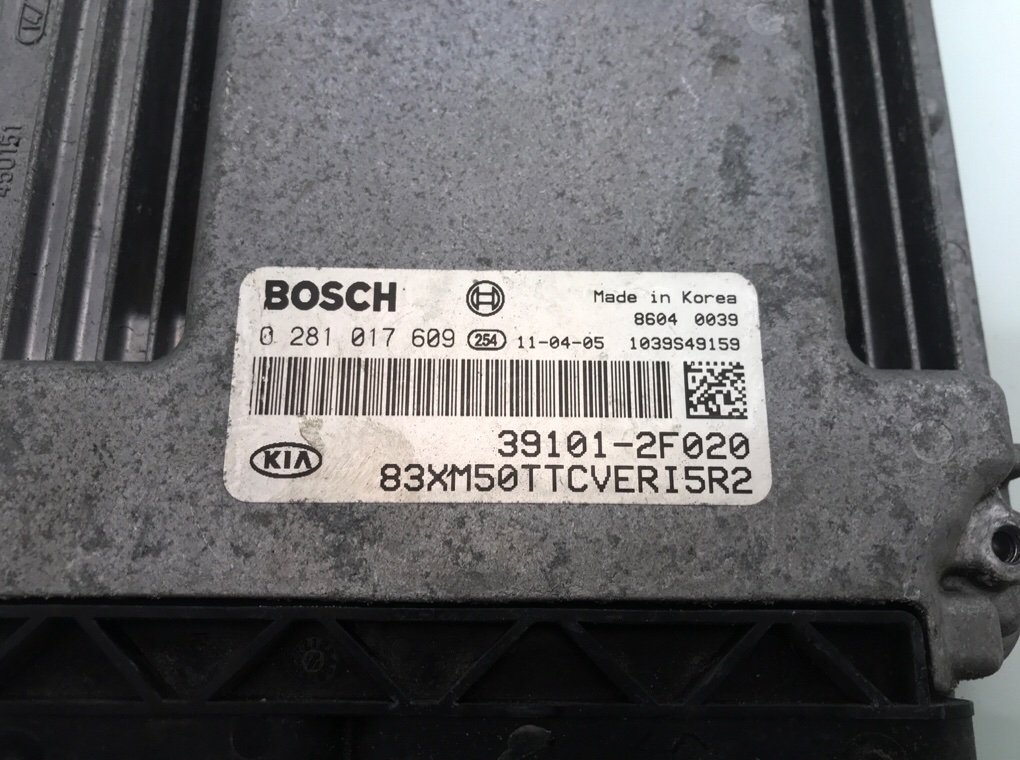 450151
BOSCH
Made in Korea
8604 0039
0 281 017 609 254 11-04-05 1039S49159
39101-2F020
KIA
83XM50TTCVERI5R2